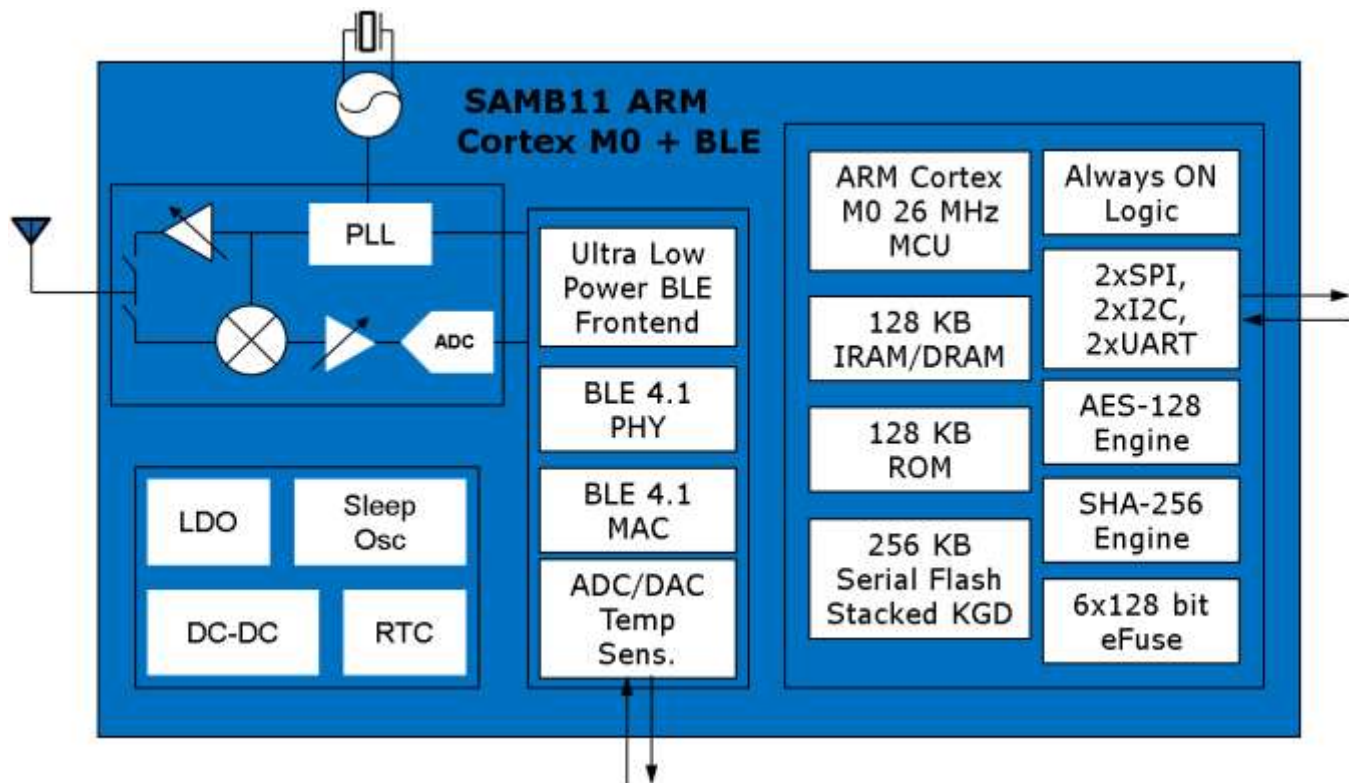 SAMB11 ARM
Cortex M0 + BLE
PLL
ADC
LDO
Sleep
Osc
DC-DC
RTC
Ultra Low
Power BLE
Frontend
BLE 4.1
PHY
BLE 4.1
MAC
ADC/DAC
Temp
Sens.
ARM Cortex
M0 26 MHz
MCU
128 KB
IRAM/DRAM
128 KB
ROM
256 KB
Serial Flash
Stacked KGD
Always ON
Logic
2xSPI,
2xI2C,
2xUART
AES-128
Engine
SHA-256
Engine
6x128 bit
eFuse